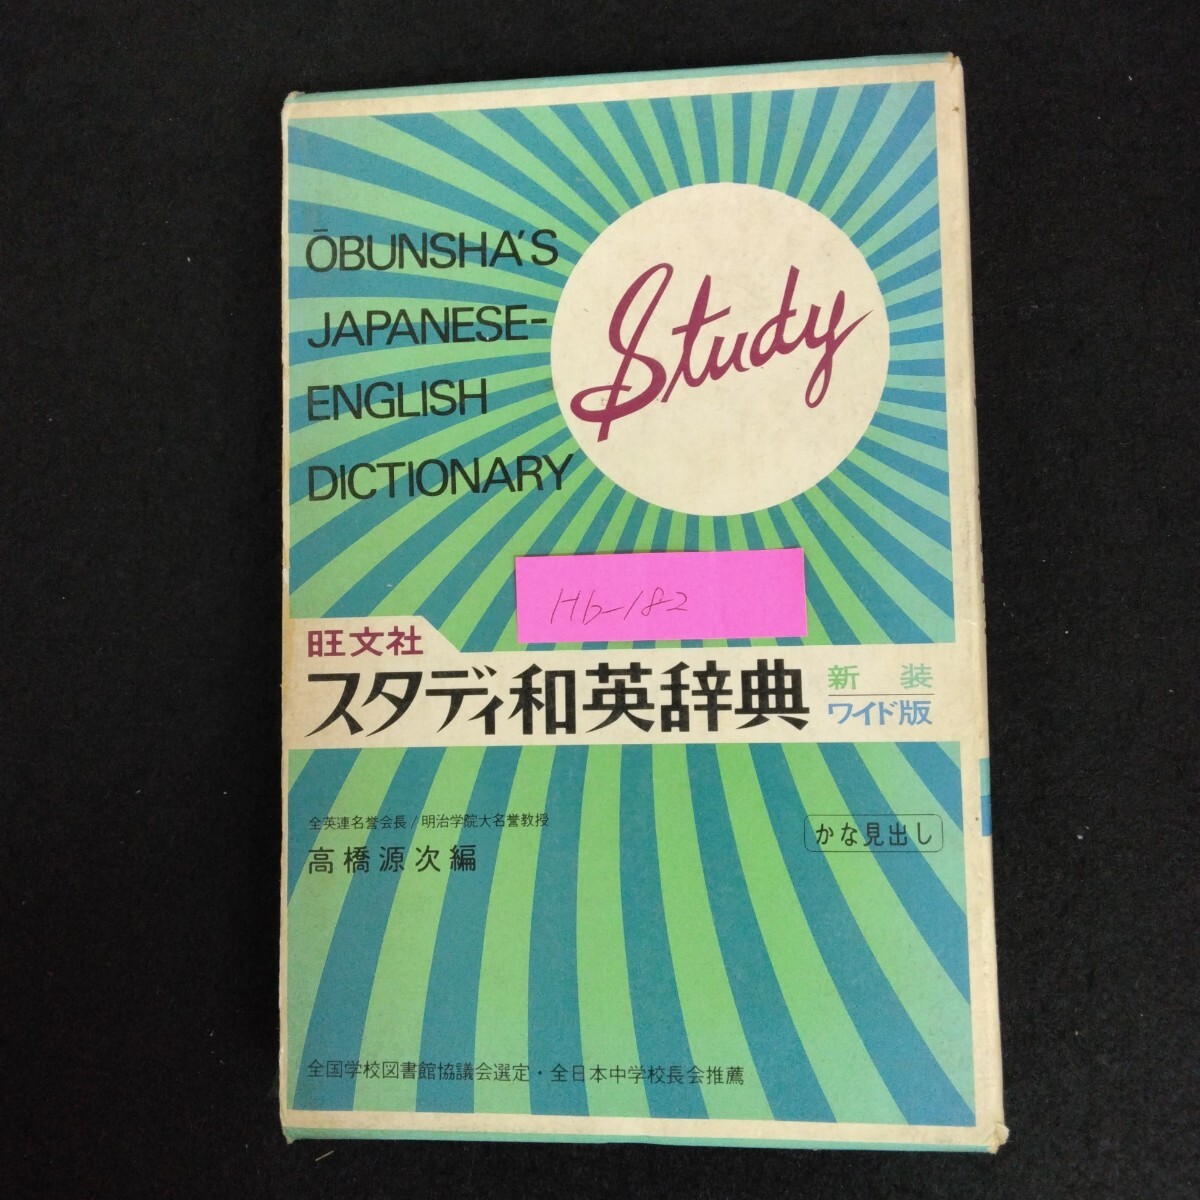 ŌBUNSHA'S
JAPANESE-
ENGLISH
DICTIONARY
Study
Hb-182
旺文社
スタディ和英辞典
新装
ワイド版
全英連名誉会長/明治学院大名誉教授
高橋源次編
かな見出し
全国学校図書館協議会選定・全日本中学校長会推薦